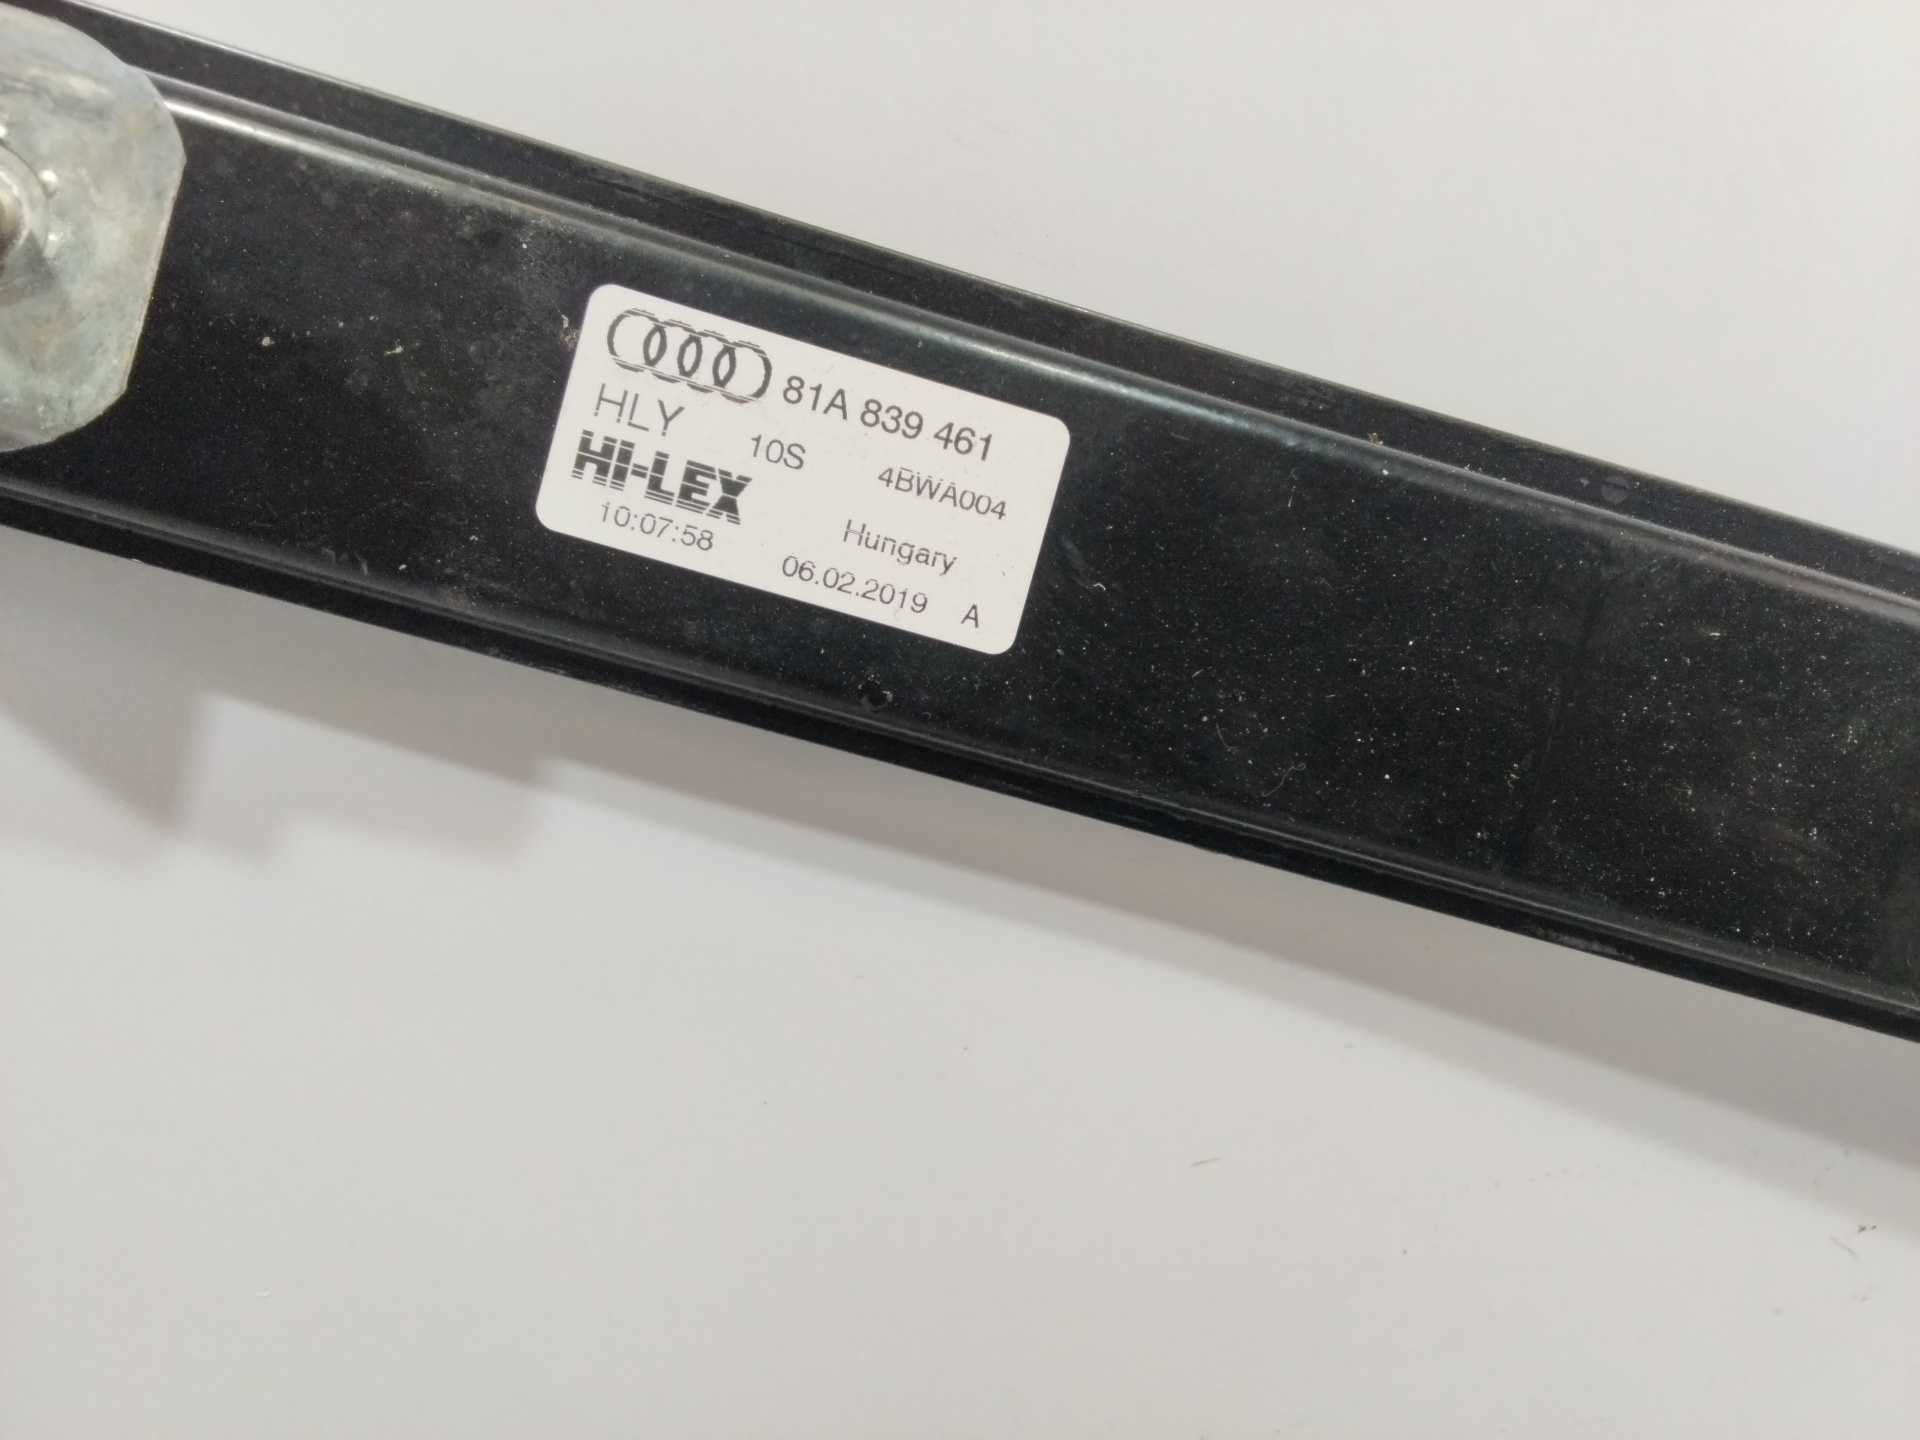 81A 839 461
HLY 10S 4BWA004
HI-LEX Hungary
10:07:58 06.02.2019 A